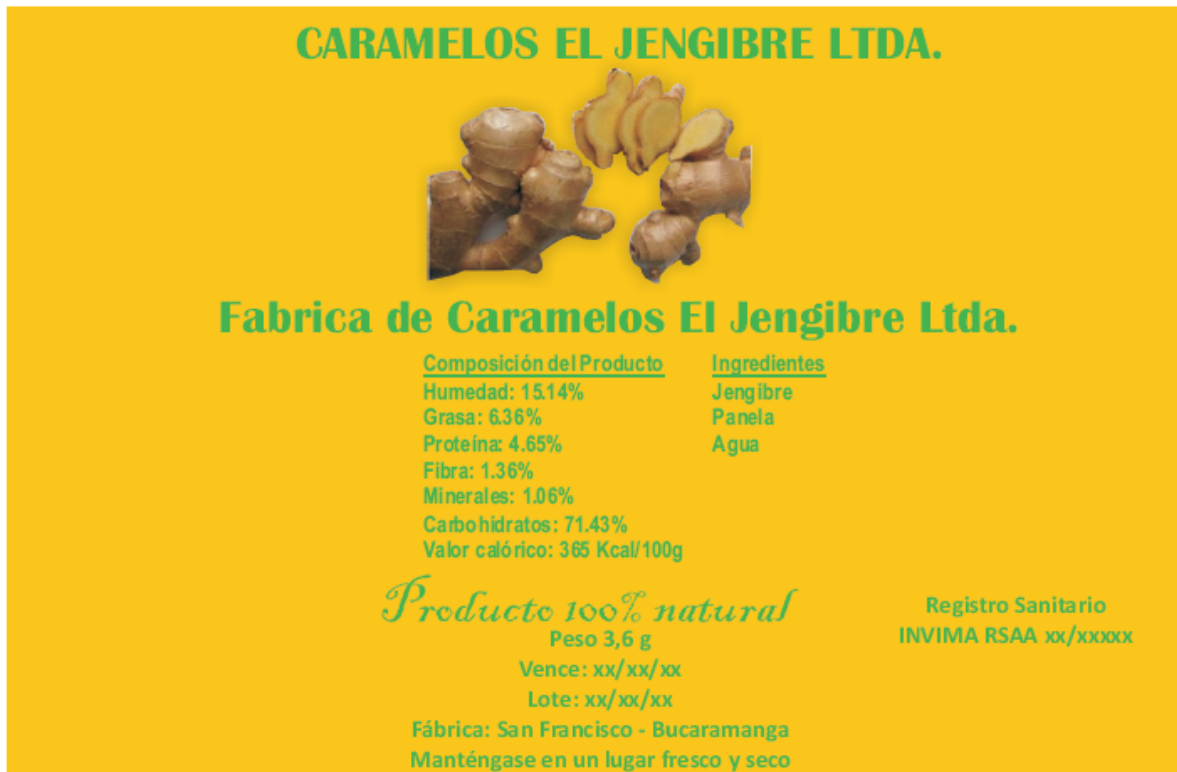 CARAMELOS EL JENGIBRE LTDA.
Fabrica de Caramelos El Jengibre Ltda.
Composición del Producto
Humedad: 15.14%
Grasa: 6.36%
Proteína: 4.65%
Fibra: 1.36%
Minerales: 1.06%
Carbohidratos: 71.43%
Valor calórico: 365 Kcal/100g
Ingredientes
Jengibre
Panela
Agua
Producto 100% natural
Peso 3,6 g
Vence: xx/xx/xx
Lote: xx/xx/xx
Fábrica: San Francisco - Bucaramanga
Manténgase en un lugar fresco y seco
Registro Sanitario
INVIMA RSAA xx/xxxxx